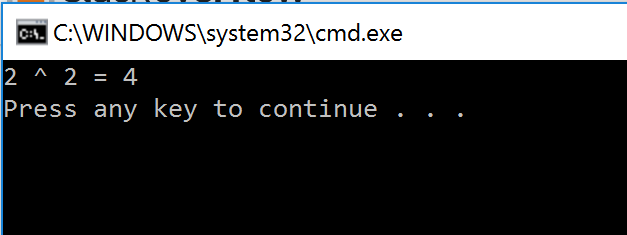 C:\WINDOWS\system32\cmd.exe
2 ^ 2 = 4
Press any key to continue . . .